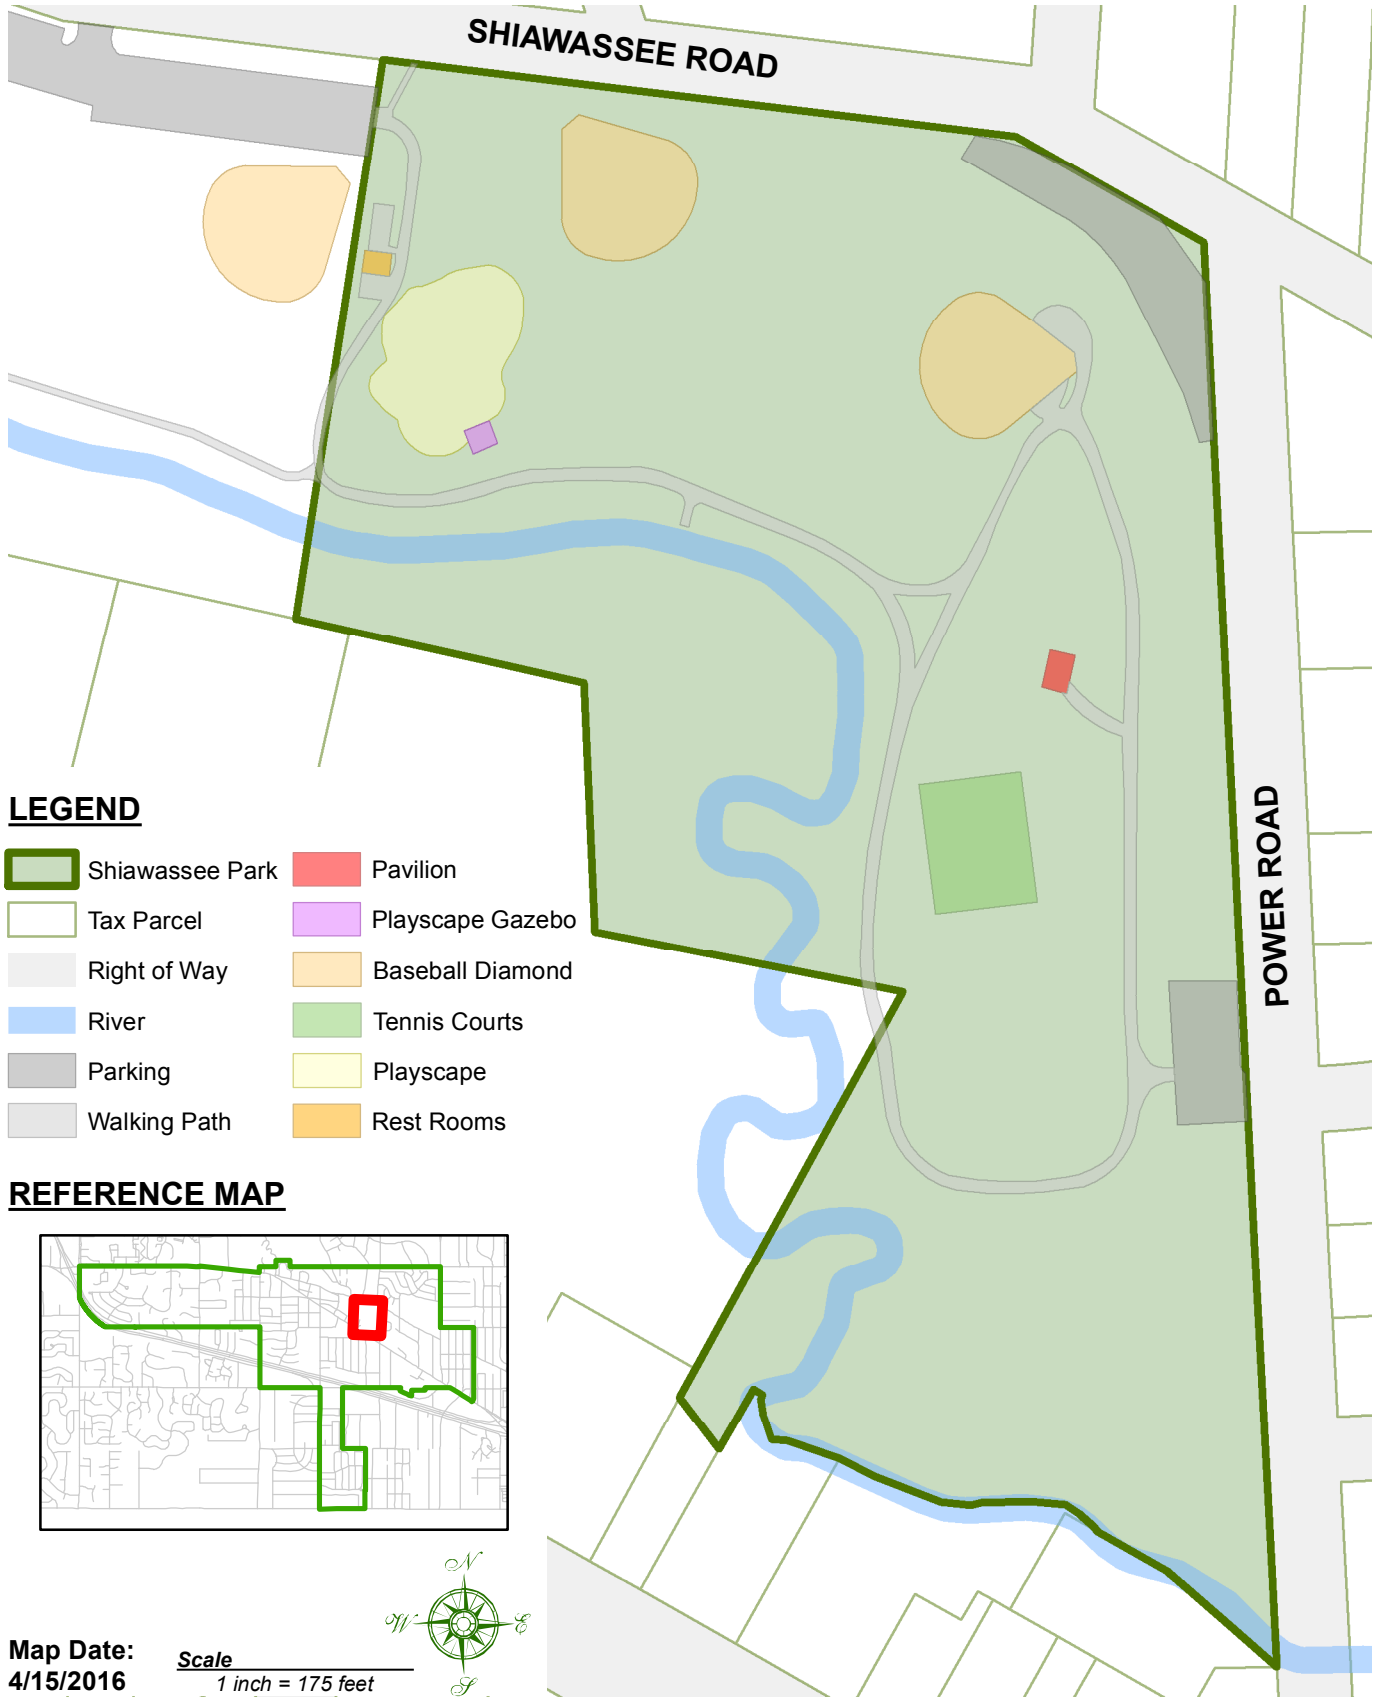 SHIAWASSEE ROAD
POWER ROAD
LEGEND
Shiawassee Park
Tax Parcel
Right of Way
River
Parking
Walking Path
Pavilion
Playscape Gazebo
Baseball Diamond
Tennis Courts
Playscape
Rest Rooms
REFERENCE MAP
N
W
E
S
Map Date:
4/15/2016
Scale
1 inch = 175 feet